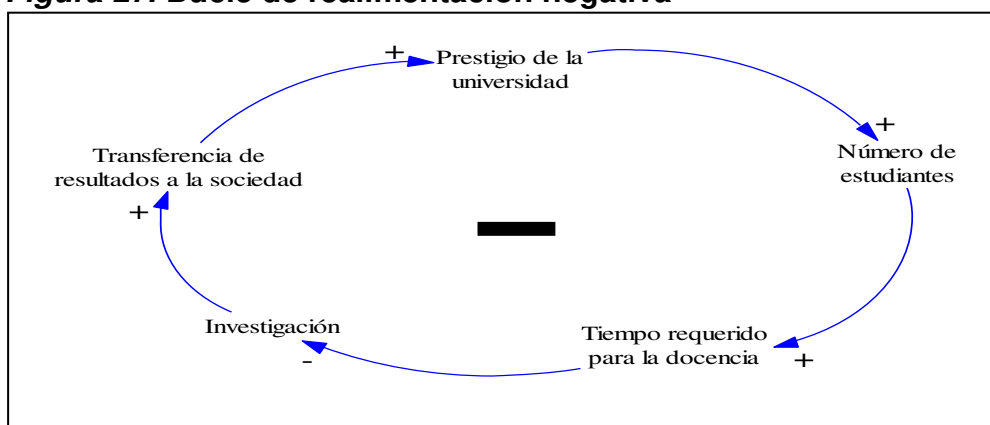 Figura 27. Bucle de realimentación negativa
+
Prestigio de la
universidad
+
Número de
estudiantes
Transferencia de
resultados a la sociedad
+
Investigación
-
Tiempo requerido
para la docencia
+